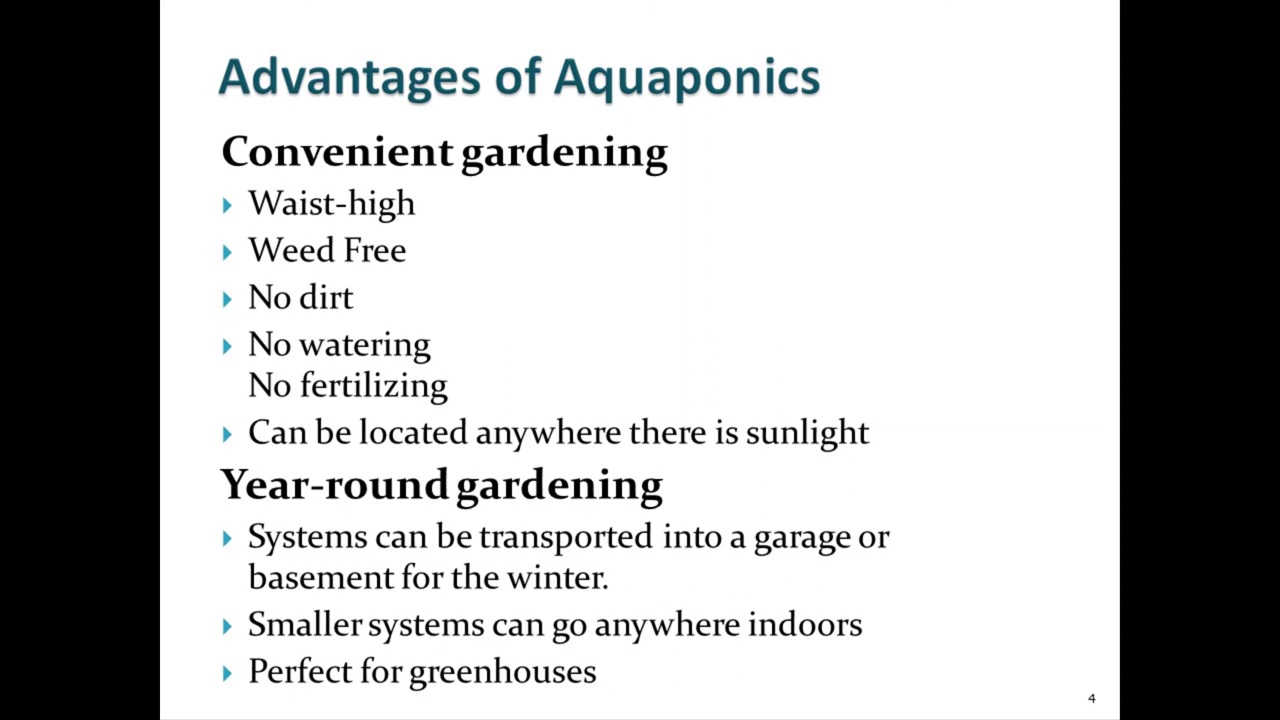 Advantages of Aquaponics
Convenient gardening
Waist-high
Weed Free
No dirt
No watering
No fertilizing
Can be located anywhere there is sunlight
Year-round gardening
Systems can be transported into a garage or
basement for the winter.
Smaller systems can go anywhere indoors
Perfect for greenhouses
4